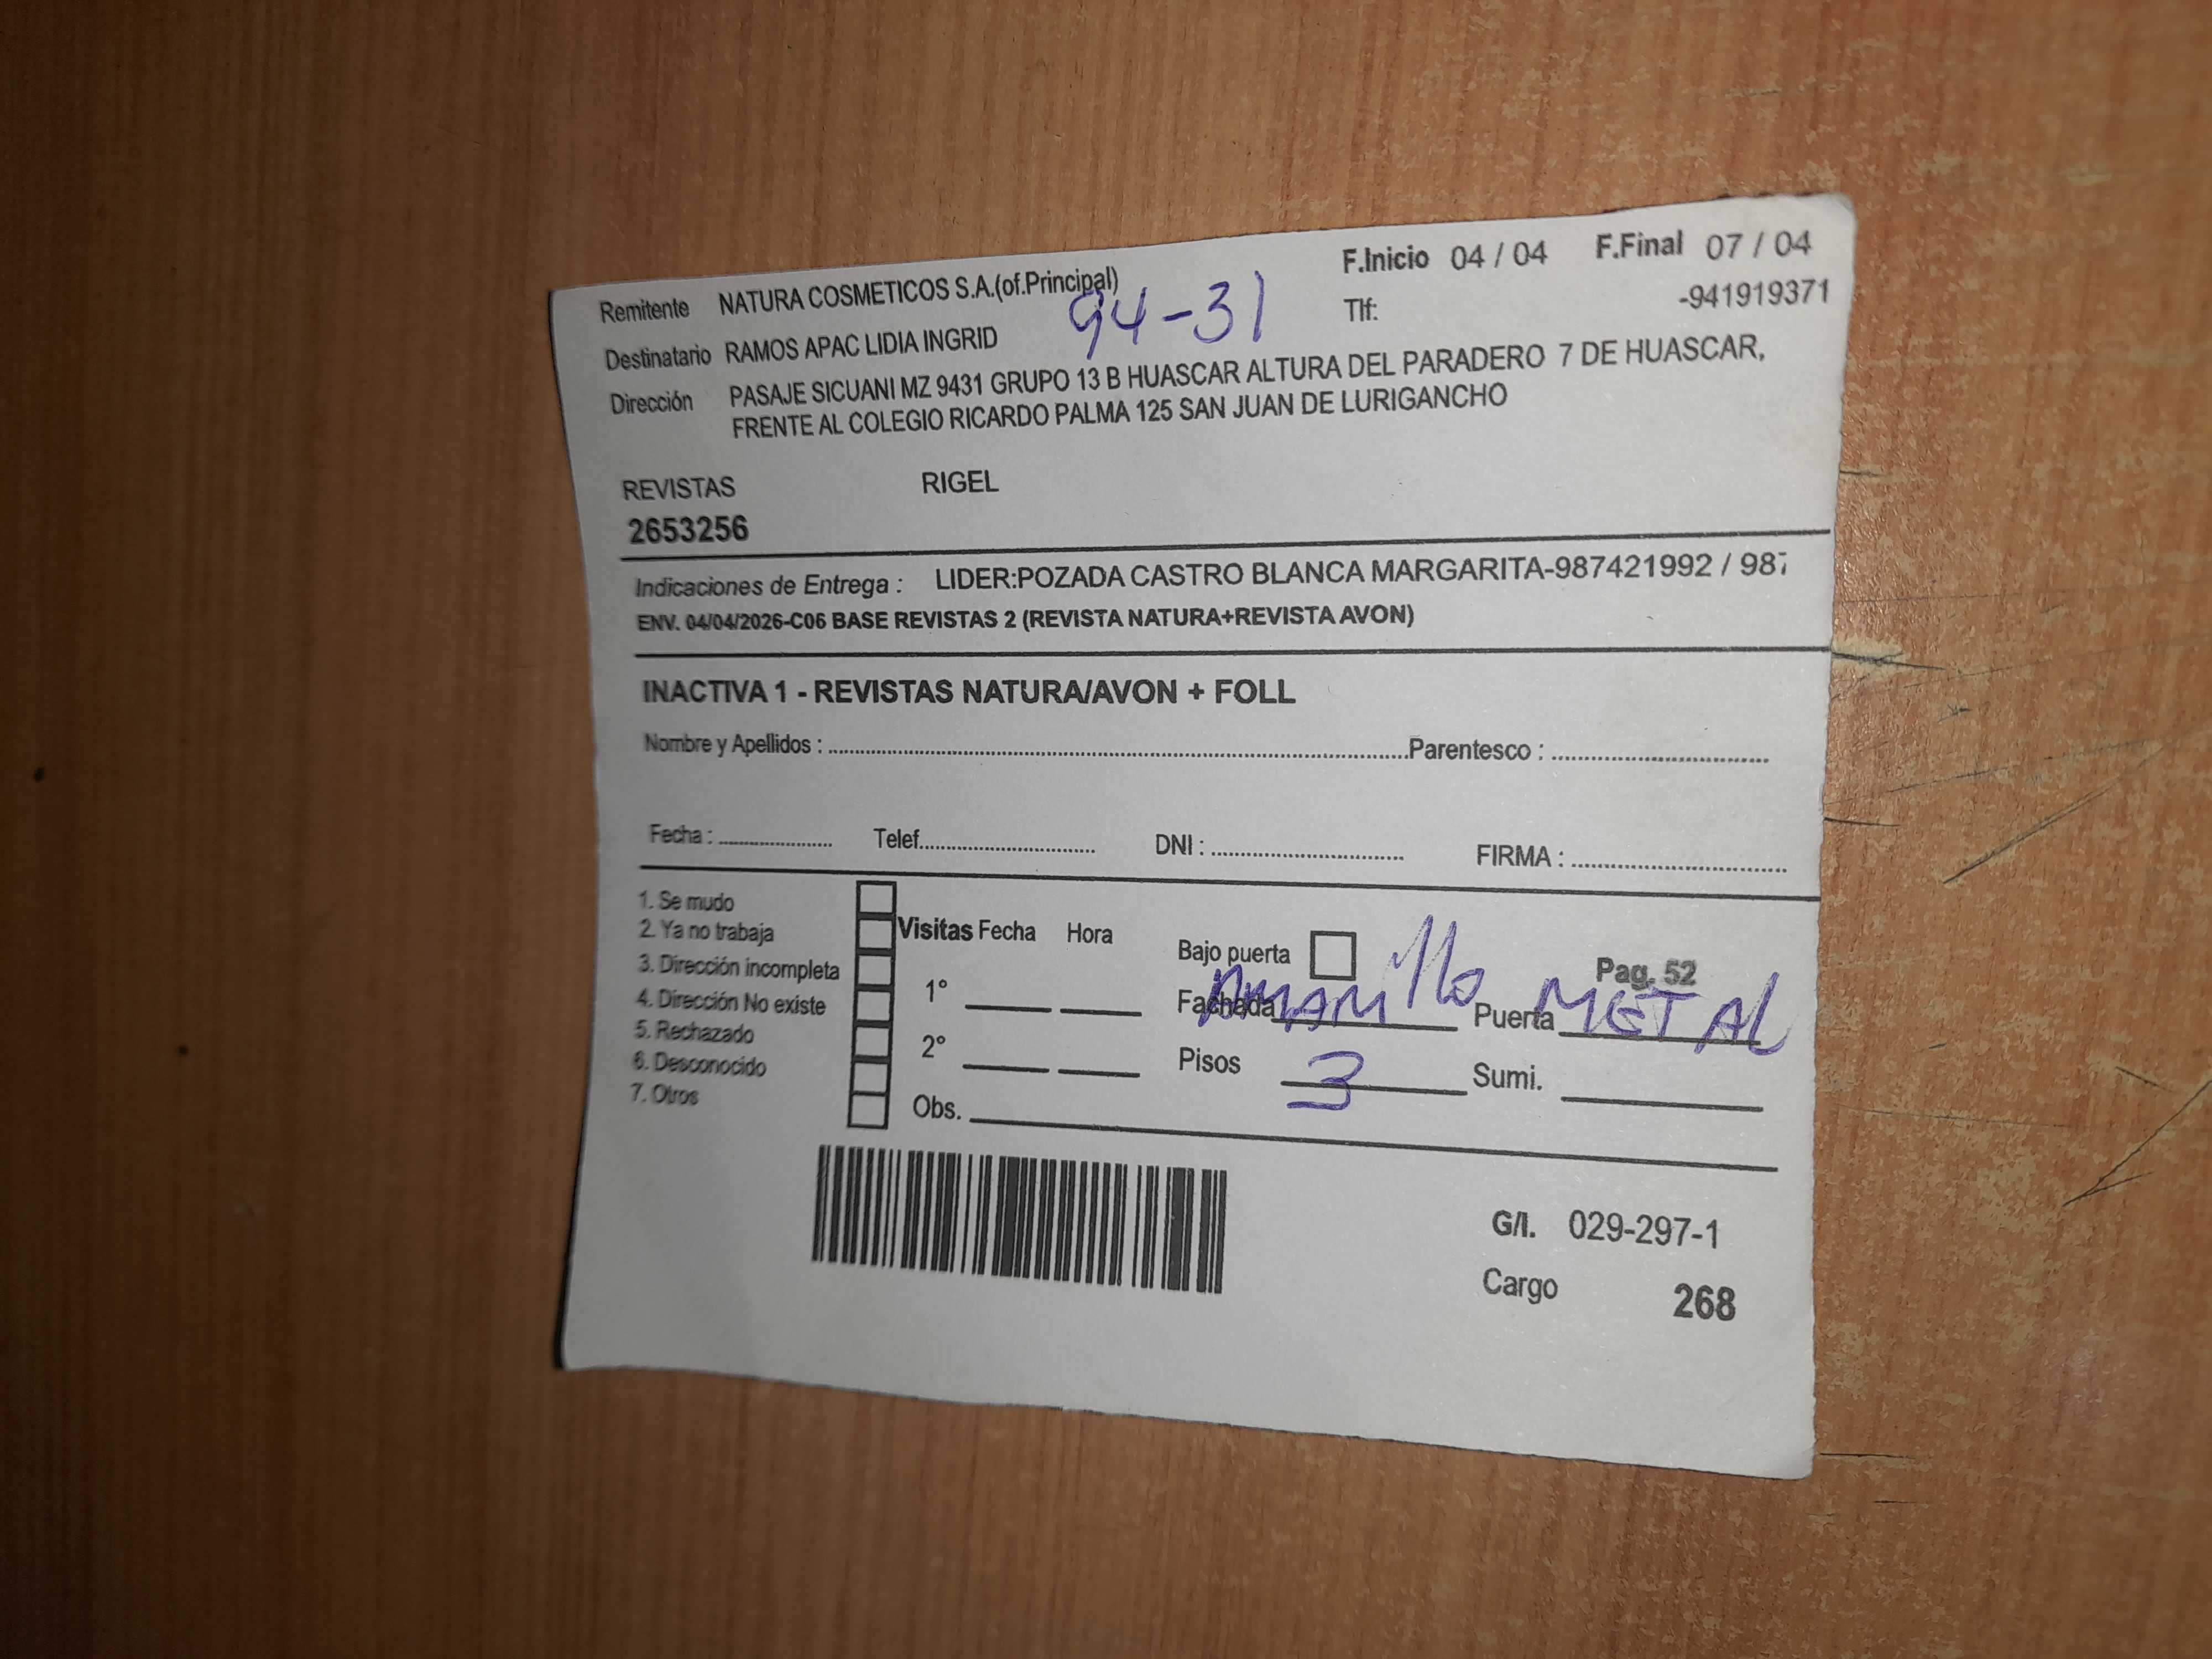 F.Inicio 04 / 04 F.Final 07 / 04
Remitente NATURA COSMETICOS S.A.(of.Principal)
94-31 Tlf: -941919371
Destinatario RAMOS APAC LIDIA INGRID
Dirección PASAJE SICUANI MZ 9431 GRUPO 13 B HUASCAR ALTURA DEL PARADERO 7 DE HUASCAR,
FRENTE AL COLEGIO RICARDO PALMA 125 SAN JUAN DE LURIGANCHO
REVISTAS RIGEL
2653256
Indicaciones de Entrega : LIDER:POZADA CASTRO BLANCA MARGARITA-987421992 / 987
ENV. 04/04/2026-C06 BASE REVISTAS 2 (REVISTA NATURA+REVISTA AVON)
INACTIVA 1 - REVISTAS NATURA/AVON + FOLL
Nombre y Apellidos : Parentesco :
Fecha : Telef. DNI : FIRMA :
1. Se mudo
2. Ya no trabaja
3. Dirección incompleta
4. Dirección No existe
5. Rechazado
6. Desconocido
7. Otros
Visitas Fecha Hora
1°
2°
Obs.
Bajo puerta Pag. 52
Fachada AMARillo Puerta METAL
Pisos 3 Sumi.
G/I. 029-297-1
Cargo 268